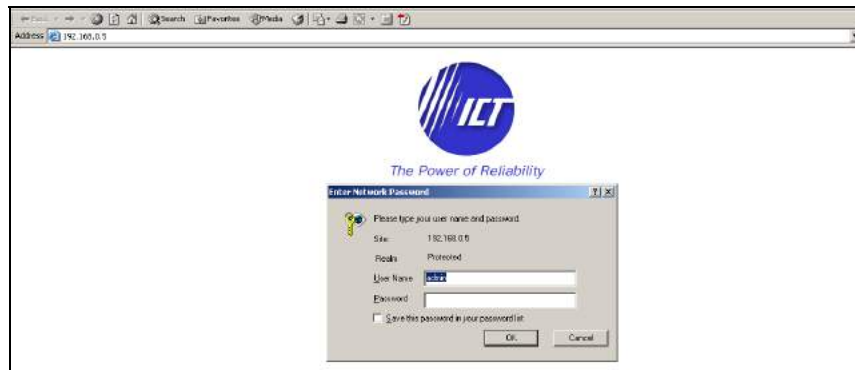 Search Favorites Media
Address 192.168.0.5
ICT
The Power of Reliability
Enter Network Password
Please type your user name and password.
Site: 192.168.0.5
Realm Protected
User Name admin
Password
Save this password in your password list
OK Cancel